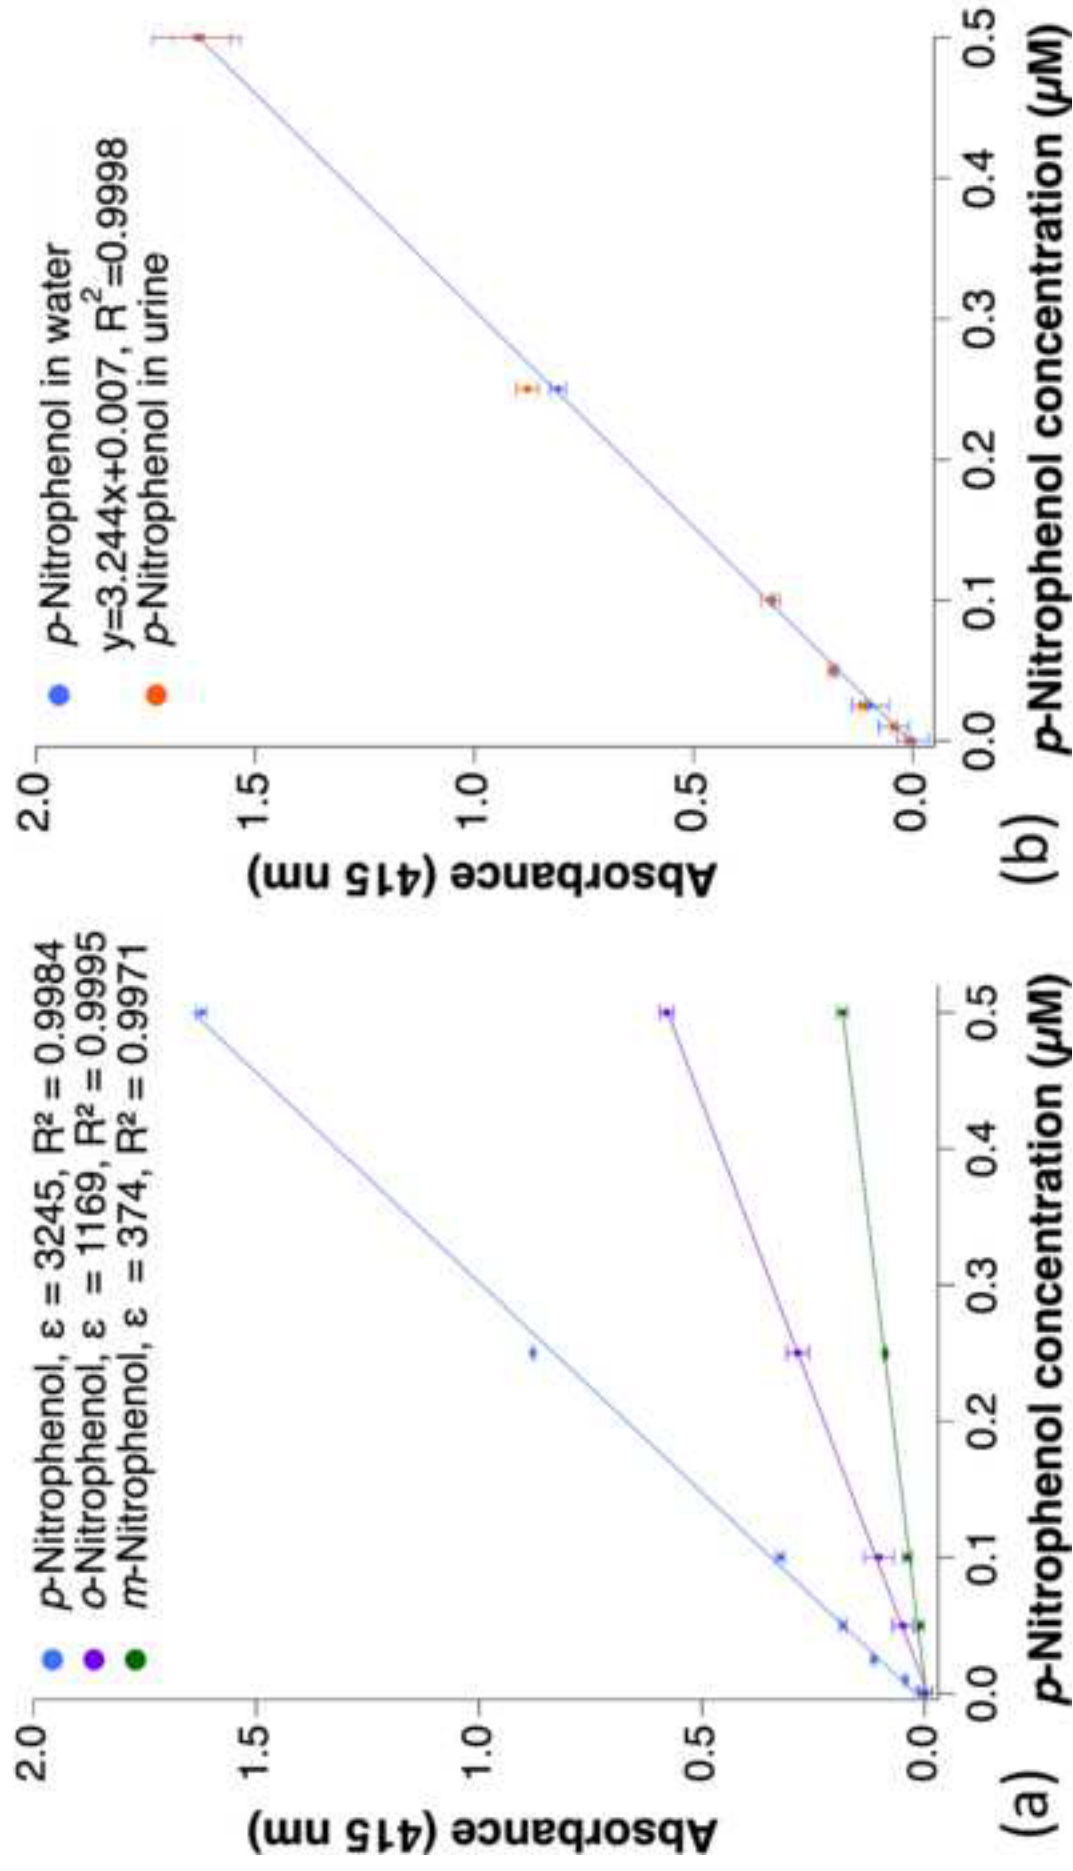 p-Nitrophenol, ε = 3245, R² = 0.9984
o-Nitrophenol, ε = 1169, R² = 0.9995
m-Nitrophenol, ε = 374, R² = 0.9971
2.0
1.5
1.0
0.5
0.0
Absorbance (415 nm)
0.0 0.1 0.2 0.3 0.4 0.5
p-Nitrophenol concentration (µM)
(a)
p-Nitrophenol in water
y=3.244x+0.007, R²=0.9998
p-Nitrophenol in urine
2.0
1.5
1.0
0.5
0.0
Absorbance (415 nm)
0.0 0.1 0.2 0.3 0.4 0.5
p-Nitrophenol concentration (µM)
(b)